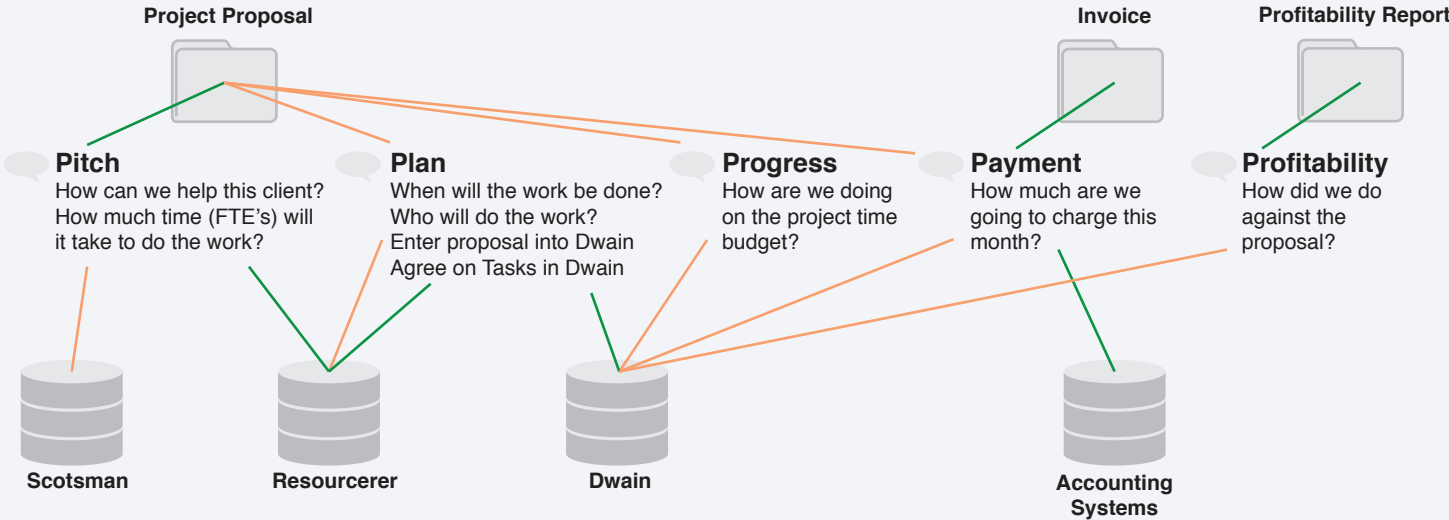 Project Proposal
Invoice
Profitability Report
Pitch
How can we help this client?
How much time (FTE's) will
it take to do the work?
Plan
When will the work be done?
Who will do the work?
Enter proposal into Dwain
Agree on Tasks in Dwain
Progress
How are we doing
on the project time
budget?
Payment
How much are we
going to charge this
month?
Profitability
How did we do
against the
proposal?
Scotsman
Resourcerer
Dwain
Accounting
Systems